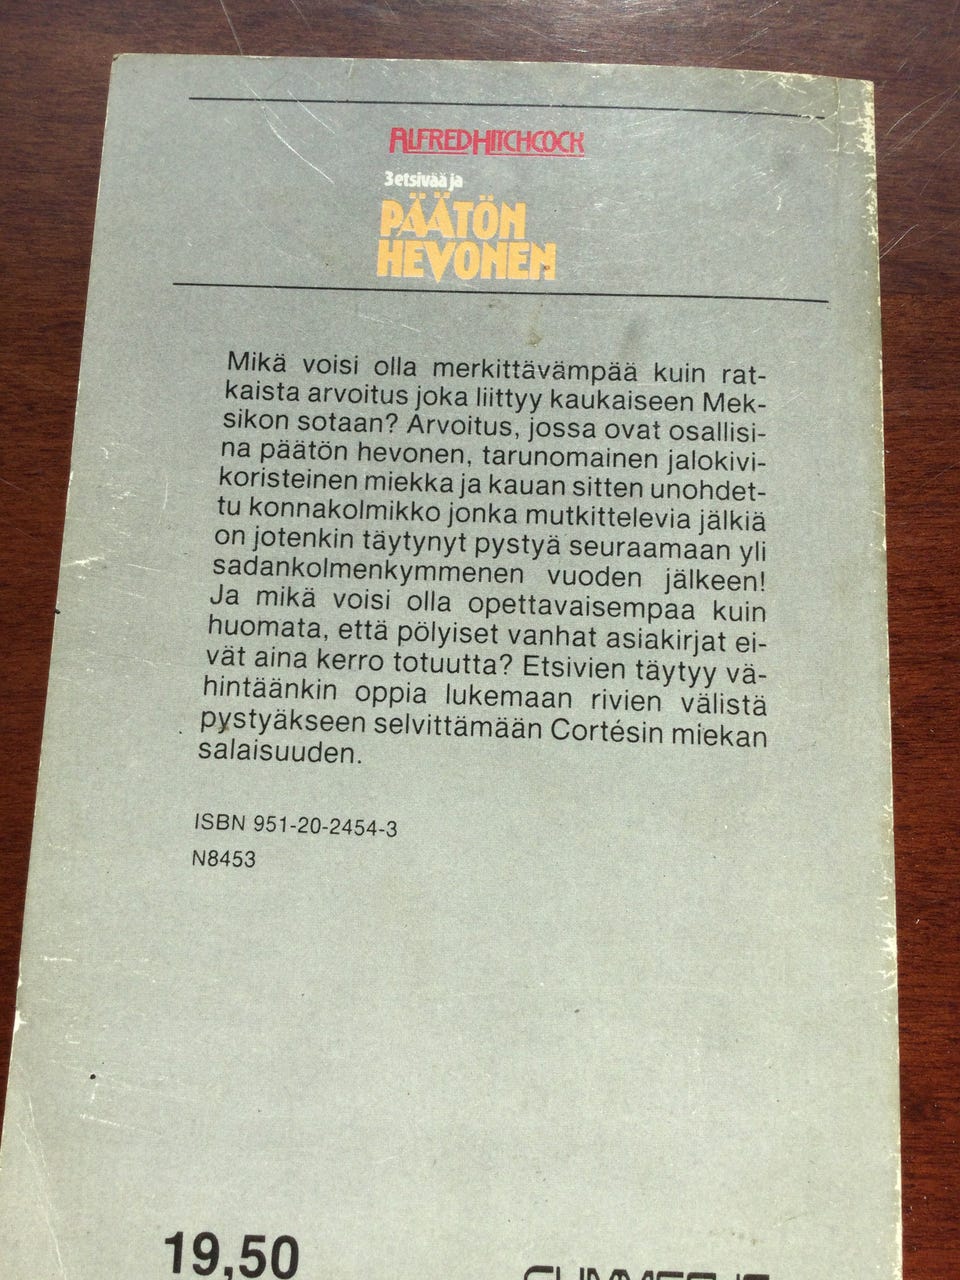 ALFRED HITCHCOCK
3 etsivää ja
PÄÄTÖN
HEVONEN
Mikä voisi olla merkittävämpää kuin rat-
kaista arvoitus joka liittyy kaukaiseen Mek-
sikon sotaan? Arvoitus, jossa ovat osallisi-
na päätön hevonen, tarunomainen jalokivi-
koristeinen miekka ja kauan sitten unohdet-
tu konnakolmikko jonka mutkittelevia jälkiä
on jotenkin täytynyt pystyä seuraamaan yli
sadankolmenkymmenen vuoden jälkeen!
Ja mikä voisi olla opettavaisempaa kuin
huomata, että pölyiset vanhat asiakirjat ei-
vät aina kerro totuutta? Etsivien täytyy vä-
hintäänkin oppia lukemaan rivien välistä
pystyäkseen selvittämään Cortésin miekan
salaisuuden.
ISBN 951-20-2454-3
N8453
19,50